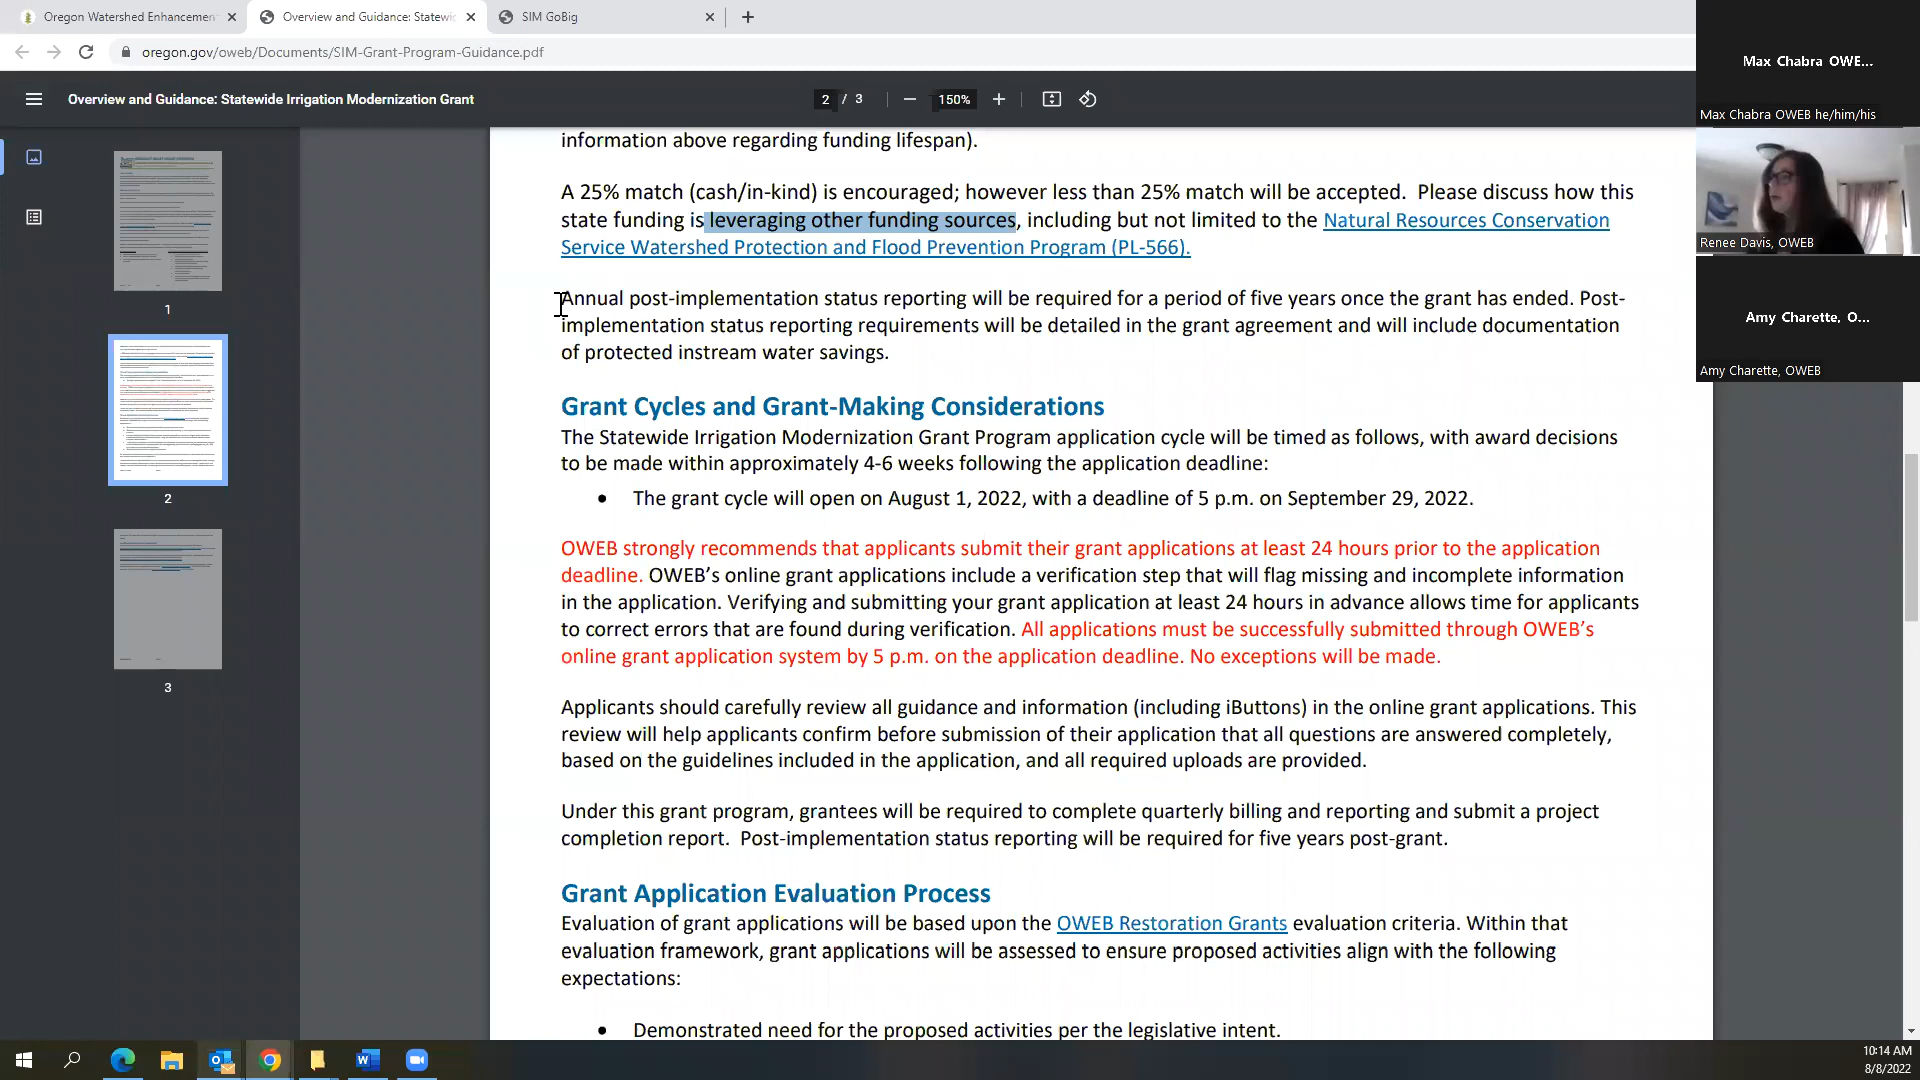 Oregon Watershed Enhancemen
Overview and Guidance: Statewi
SIM GoBig
oregon.gov/oweb/Documents/SIM-Grant-Program-Guidance.pdf
Overview and Guidance: Statewide Irrigation Modernization Grant
2 / 3
150%
information above regarding funding lifespan).
A 25% match (cash/in-kind) is encouraged; however less than 25% match will be accepted. Please discuss how this
state funding is leveraging other funding sources, including but not limited to the Natural Resources Conservation
Service Watershed Protection and Flood Prevention Program (PL-566).
Annual post-implementation status reporting will be required for a period of five years once the grant has ended. Post-
implementation status reporting requirements will be detailed in the grant agreement and will include documentation
of protected instream water savings.
Grant Cycles and Grant-Making Considerations
The Statewide Irrigation Modernization Grant Program application cycle will be timed as follows, with award decisions
to be made within approximately 4-6 weeks following the application deadline:
• The grant cycle will open on August 1, 2022, with a deadline of 5 p.m. on September 29, 2022.
OWEB strongly recommends that applicants submit their grant applications at least 24 hours prior to the application
deadline. OWEB’s online grant applications include a verification step that will flag missing and incomplete information
in the application. Verifying and submitting your grant application at least 24 hours in advance allows time for applicants
to correct errors that are found during verification. All applications must be successfully submitted through OWEB’s
online grant application system by 5 p.m. on the application deadline. No exceptions will be made.
Applicants should carefully review all guidance and information (including iButtons) in the online grant applications. This
review will help applicants confirm before submission of their application that all questions are answered completely,
based on the guidelines included in the application, and all required uploads are provided.
Under this grant program, grantees will be required to complete quarterly billing and reporting and submit a project
completion report. Post-implementation status reporting will be required for five years post-grant.
Grant Application Evaluation Process
Evaluation of grant applications will be based upon the OWEB Restoration Grants evaluation criteria. Within that
evaluation framework, grant applications will be assessed to ensure proposed activities align with the following
expectations:
• Demonstrated need for the proposed activities per the legislative intent.
1
2
3
Max Chabra OWE...
Max Chabra OWEB he/him/his
Renee Davis, OWEB
Amy Charette, O...
Amy Charette, OWEB
10:14 AM
8/8/2022